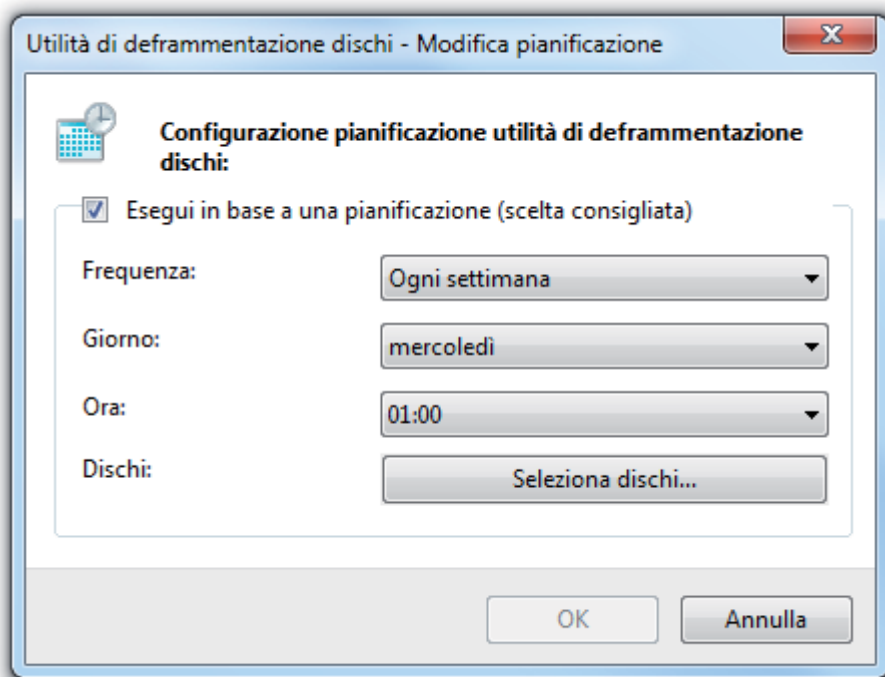 Utilità di deframmentazione dischi - Modifica pianificazione
Configurazione pianificazione utilità di deframmentazione
dischi:
Esegui in base a una pianificazione (scelta consigliata)
Frequenza:
Ogni settimana
Giorno:
mercoledì
Ora:
01:00
Dischi:
Seleziona dischi...
OK
Annulla